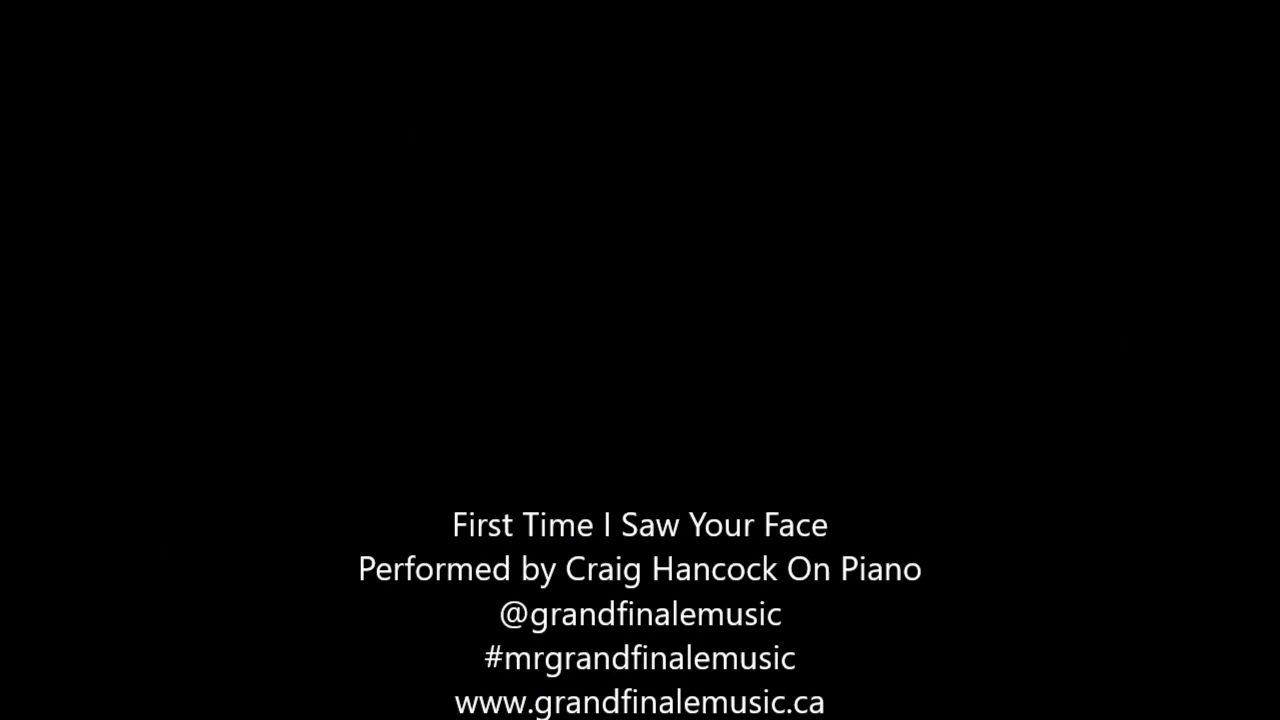 First Time I Saw Your Face
Performed by Craig Hancock On Piano
@grandfinalemusic
#mrgrandfinalemusic
www.grandfinalemusic.ca